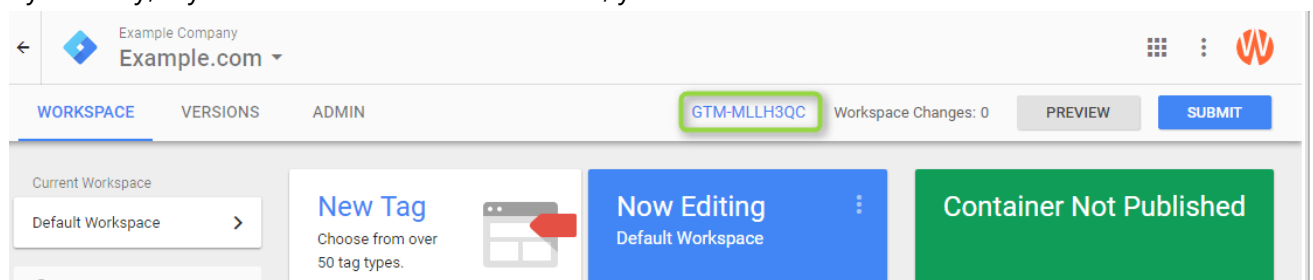 Example Company
Example.com
WORKSPACE VERSIONS ADMIN GTM-MLLH3QC Workspace Changes: 0 PREVIEW SUBMIT
Current Workspace
Default Workspace
New Tag
Choose from over
50 tag types.
Now Editing
Default Workspace
Container Not Published